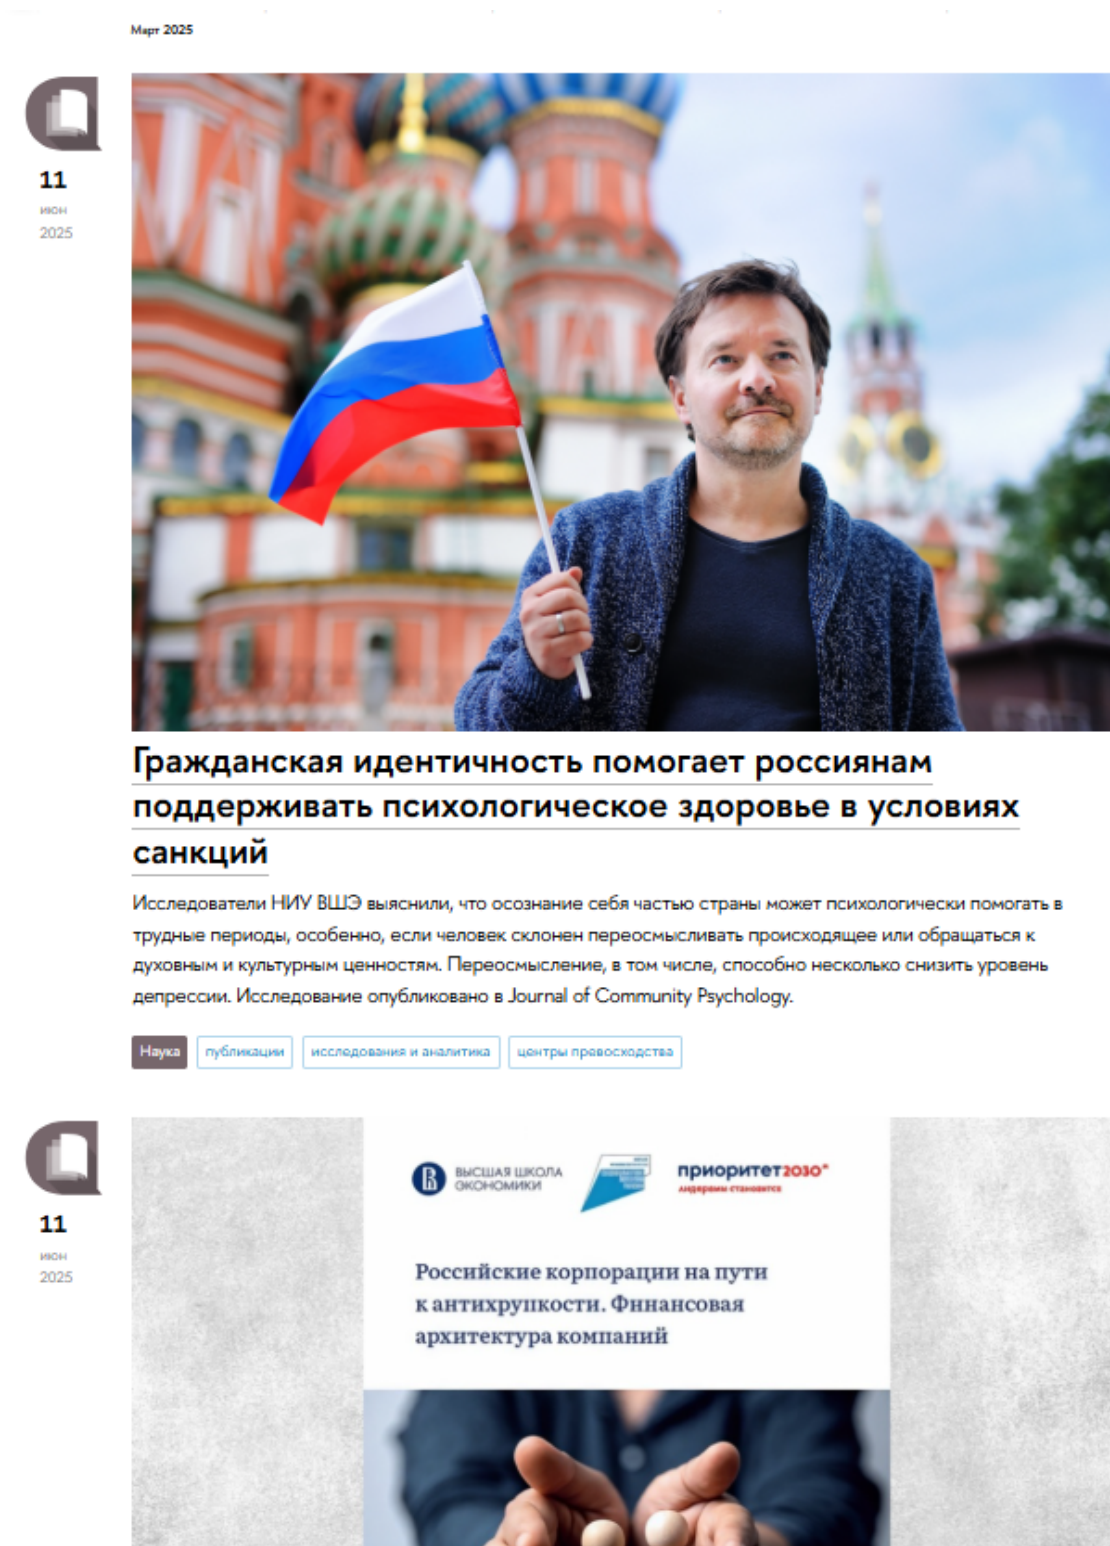 Март 2025
11
июн
2025
Гражданская идентичность помогает россиянам
поддерживать психологическое здоровье в условиях
санкций
Исследователи НИУ ВШЭ выяснили, что осознание себя частью страны может психологически помогать в
трудные периоды, особенно, если человек склонен переосмысливать происходящее или обращаться к
духовным и культурным ценностям. Переосмысление, в том числе, способно несколько снизить уровень
депрессии. Исследование опубликовано в Journal of Community Psychology.
Наука публикации исследования и аналитика центры превосходства
11
июн
2025
ВЫСШАЯ ШКОЛА
ЭКОНОМИКИ
приоритет2030*
лидерами становятся
Российские корпорации на пути
к антихрупкости. Финансовая
архитектура компаний